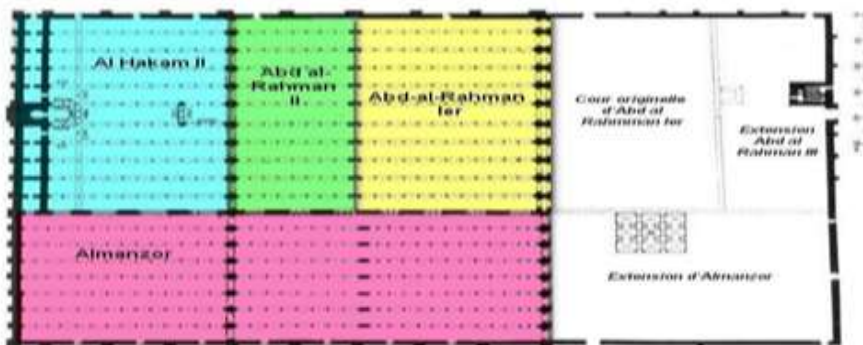 Al Hakam II
Abd al-
Rahman
II
Abd-al-Rahman
Ier
Cour originelle
d'Abd al
Rahmman Ier
Extension
Abd al
Rahman III
Almanzor
Extension d'Almanzor